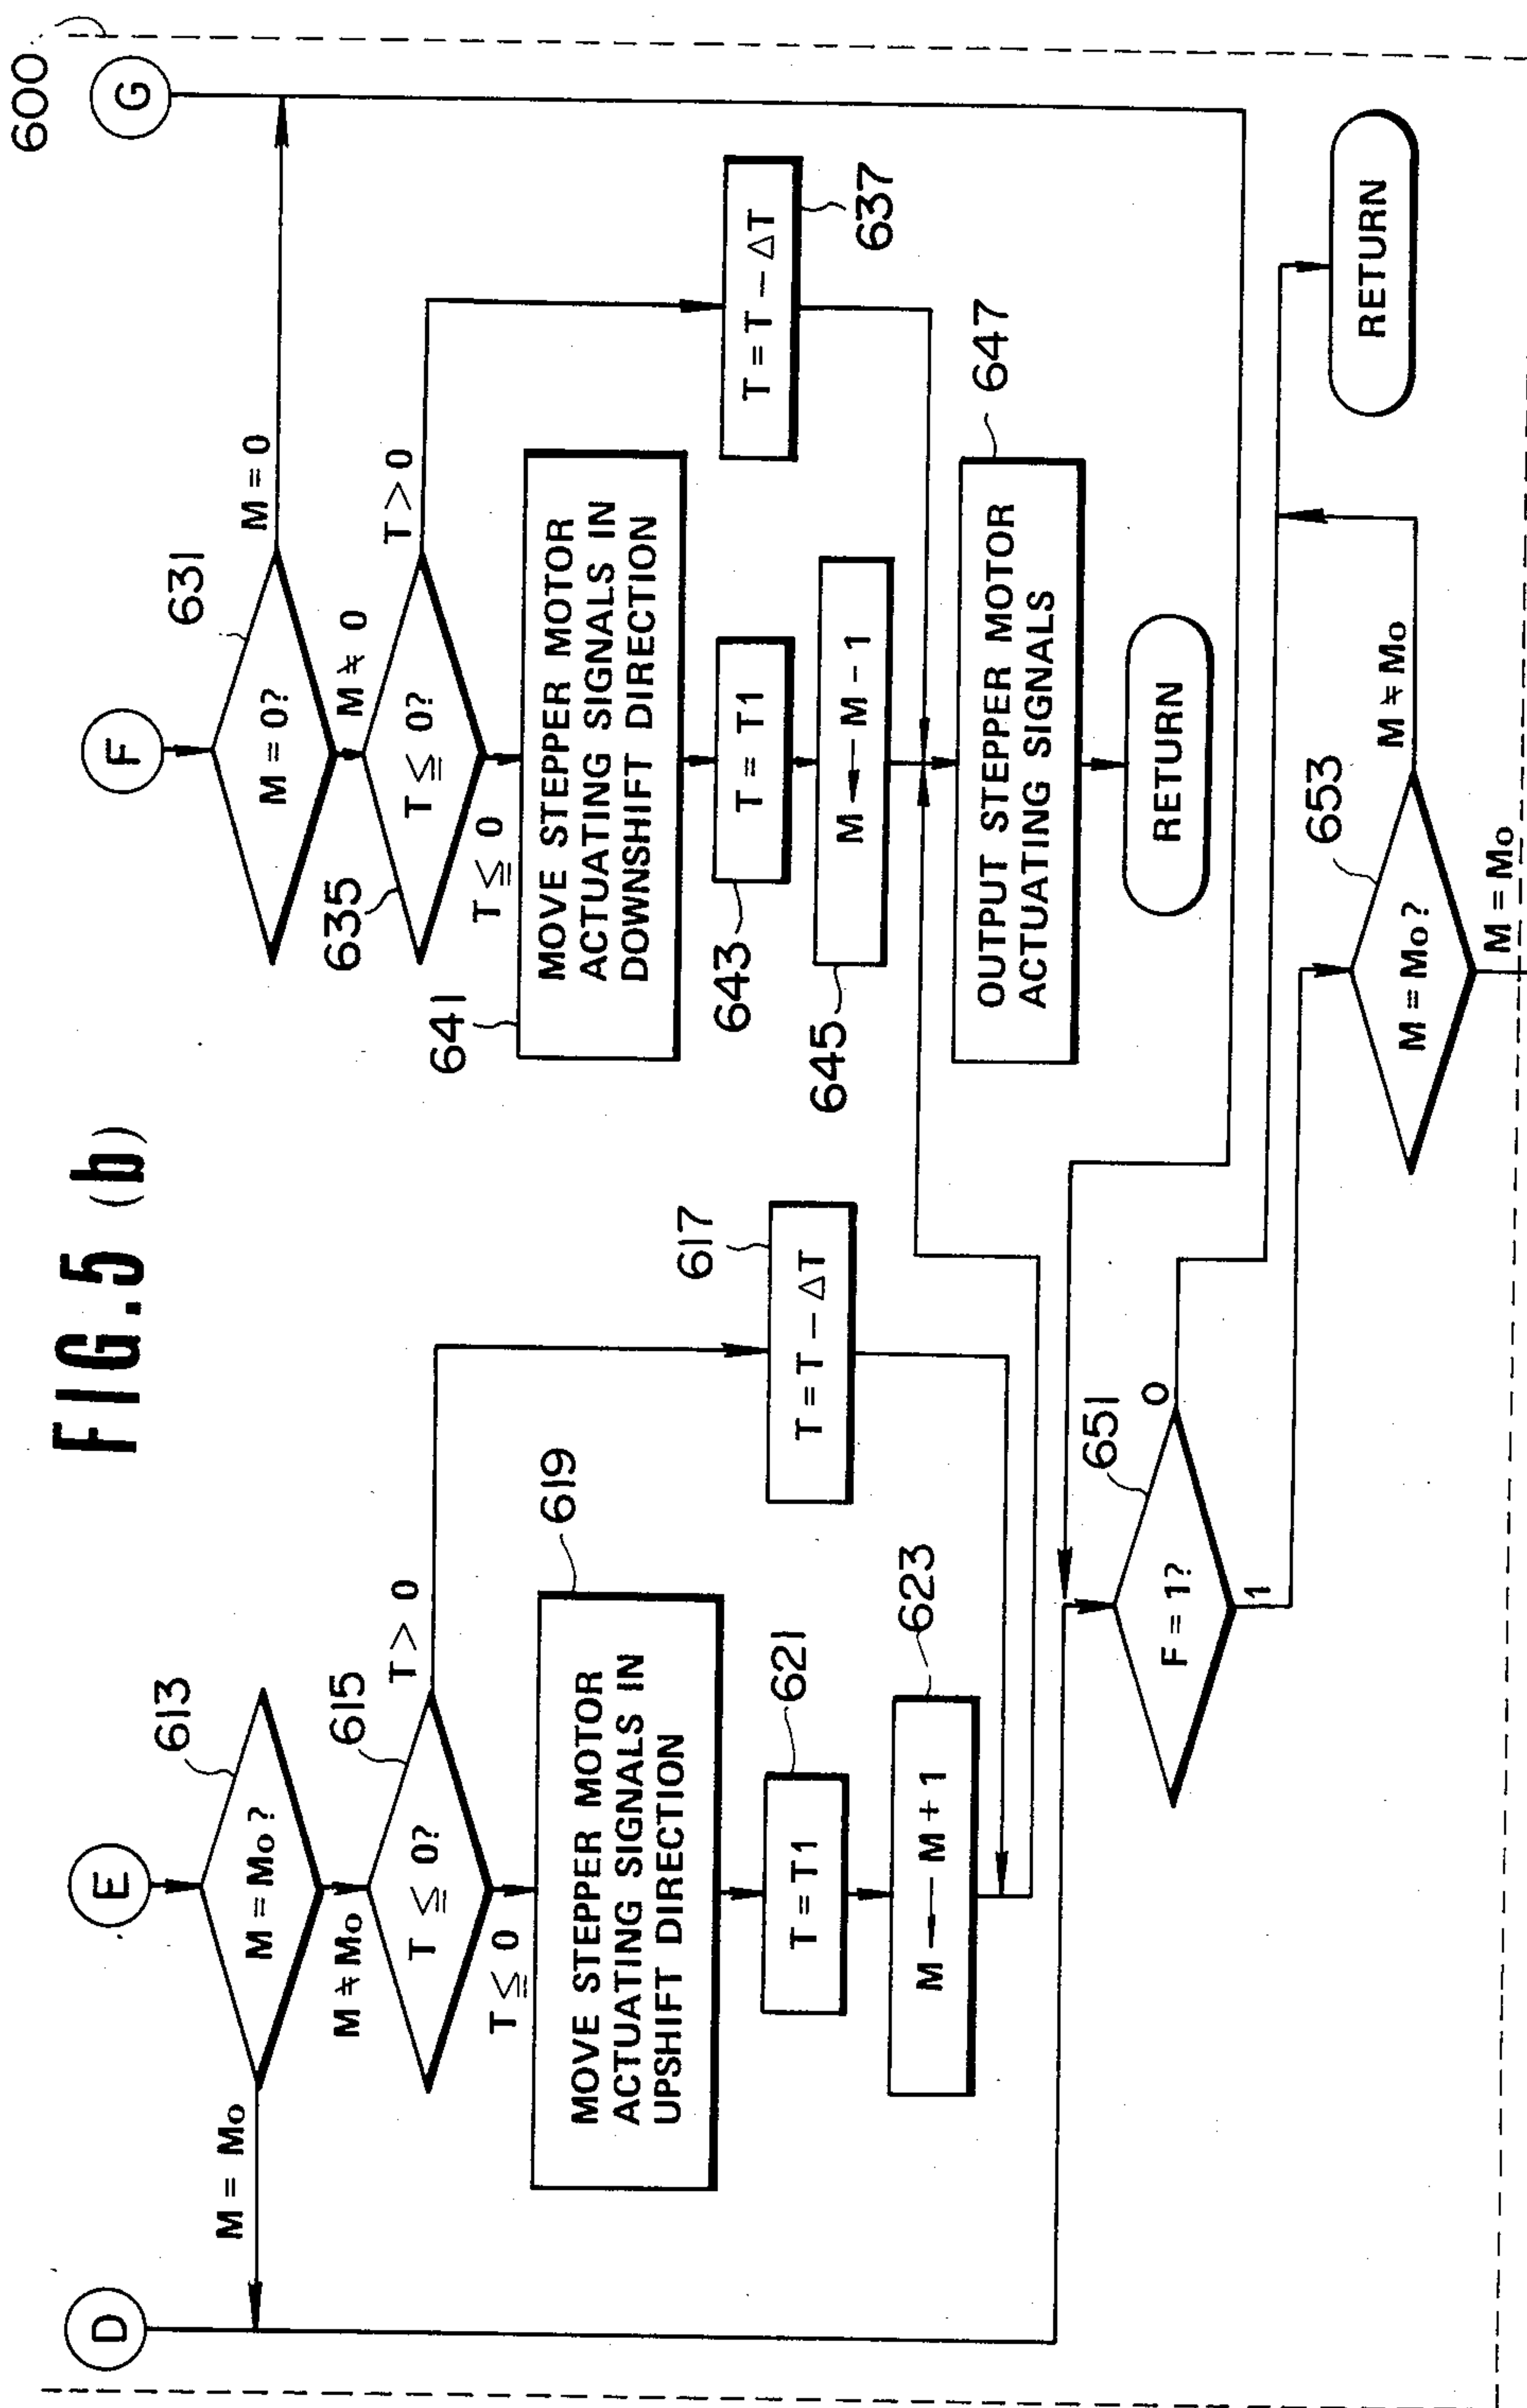 FIG.5 (b)
600
D
E
F
G
M = Mo
613
M = Mo?
M ≠ Mo
615
T ≦ 0?
T > 0
T ≦ 0
619
MOVE STEPPER MOTOR
ACTUATING SIGNALS IN
UPSHIFT DIRECTION
617
T = T − ΔT
621
T = T1
623
M ← M + 1
631
M = 0?
M = 0
M ≠ 0
635
T ≦ 0?
T > 0
T ≦ 0
641
MOVE STEPPER MOTOR
ACTUATING SIGNALS IN
DOWNSHIFT DIRECTION
637
T = T − ΔT
643
T = T1
645
M ← M − 1
647
OUTPUT STEPPER MOTOR
ACTUATING SIGNALS
RETURN
651
F = 1?
0
1
653
M = Mo?
M ≠ Mo
M = Mo
RETURN